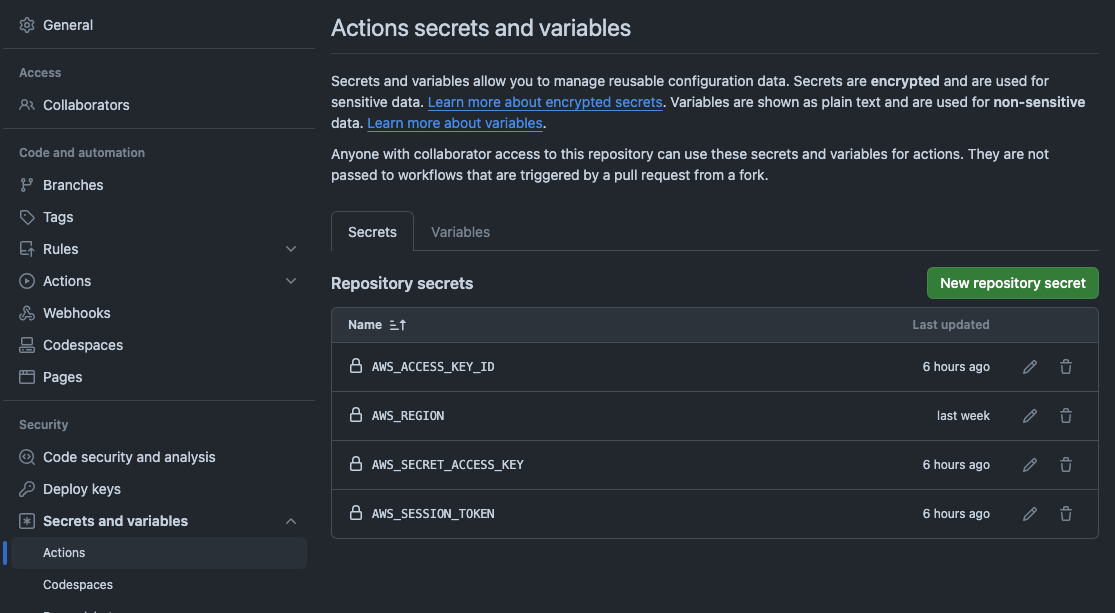 General
Access
Collaborators
Code and automation
Branches
Tags
Rules
Actions
Webhooks
Codespaces
Pages
Security
Code security and analysis
Deploy keys
Secrets and variables
Actions
Codespaces
Actions secrets and variables
Secrets and variables allow you to manage reusable configuration data. Secrets are encrypted and are used for
sensitive data. Learn more about encrypted secrets. Variables are shown as plain text and are used for non-sensitive
data. Learn more about variables.
Anyone with collaborator access to this repository can use these secrets and variables for actions. They are not
passed to workflows that are triggered by a pull request from a fork.
Secrets Variables
Repository secrets New repository secret
Name Last updated
AWS_ACCESS_KEY_ID 6 hours ago
AWS_REGION last week
AWS_SECRET_ACCESS_KEY 6 hours ago
AWS_SESSION_TOKEN 6 hours ago